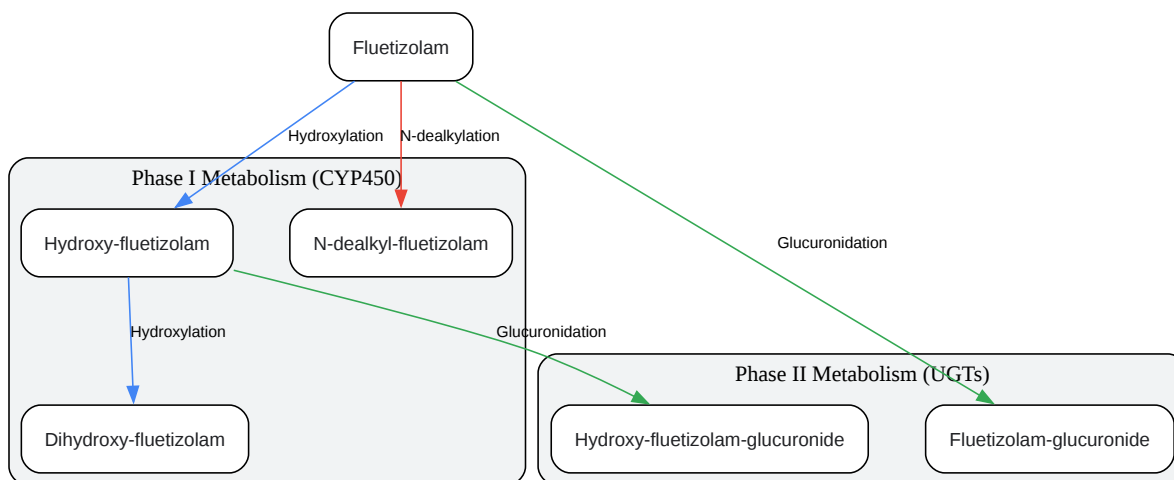 Fluetizolam
Hydroxylation
N-dealkylation
Phase I Metabolism (CYP450)
Hydroxy-fluetizolam
N-dealkyl-fluetizolam
Glucuronidation
Hydroxylation
Glucuronidation
Phase II Metabolism (UGTs)
Dihydroxy-fluetizolam
Hydroxy-fluetizolam-glucuronide
Fluetizolam-glucuronide